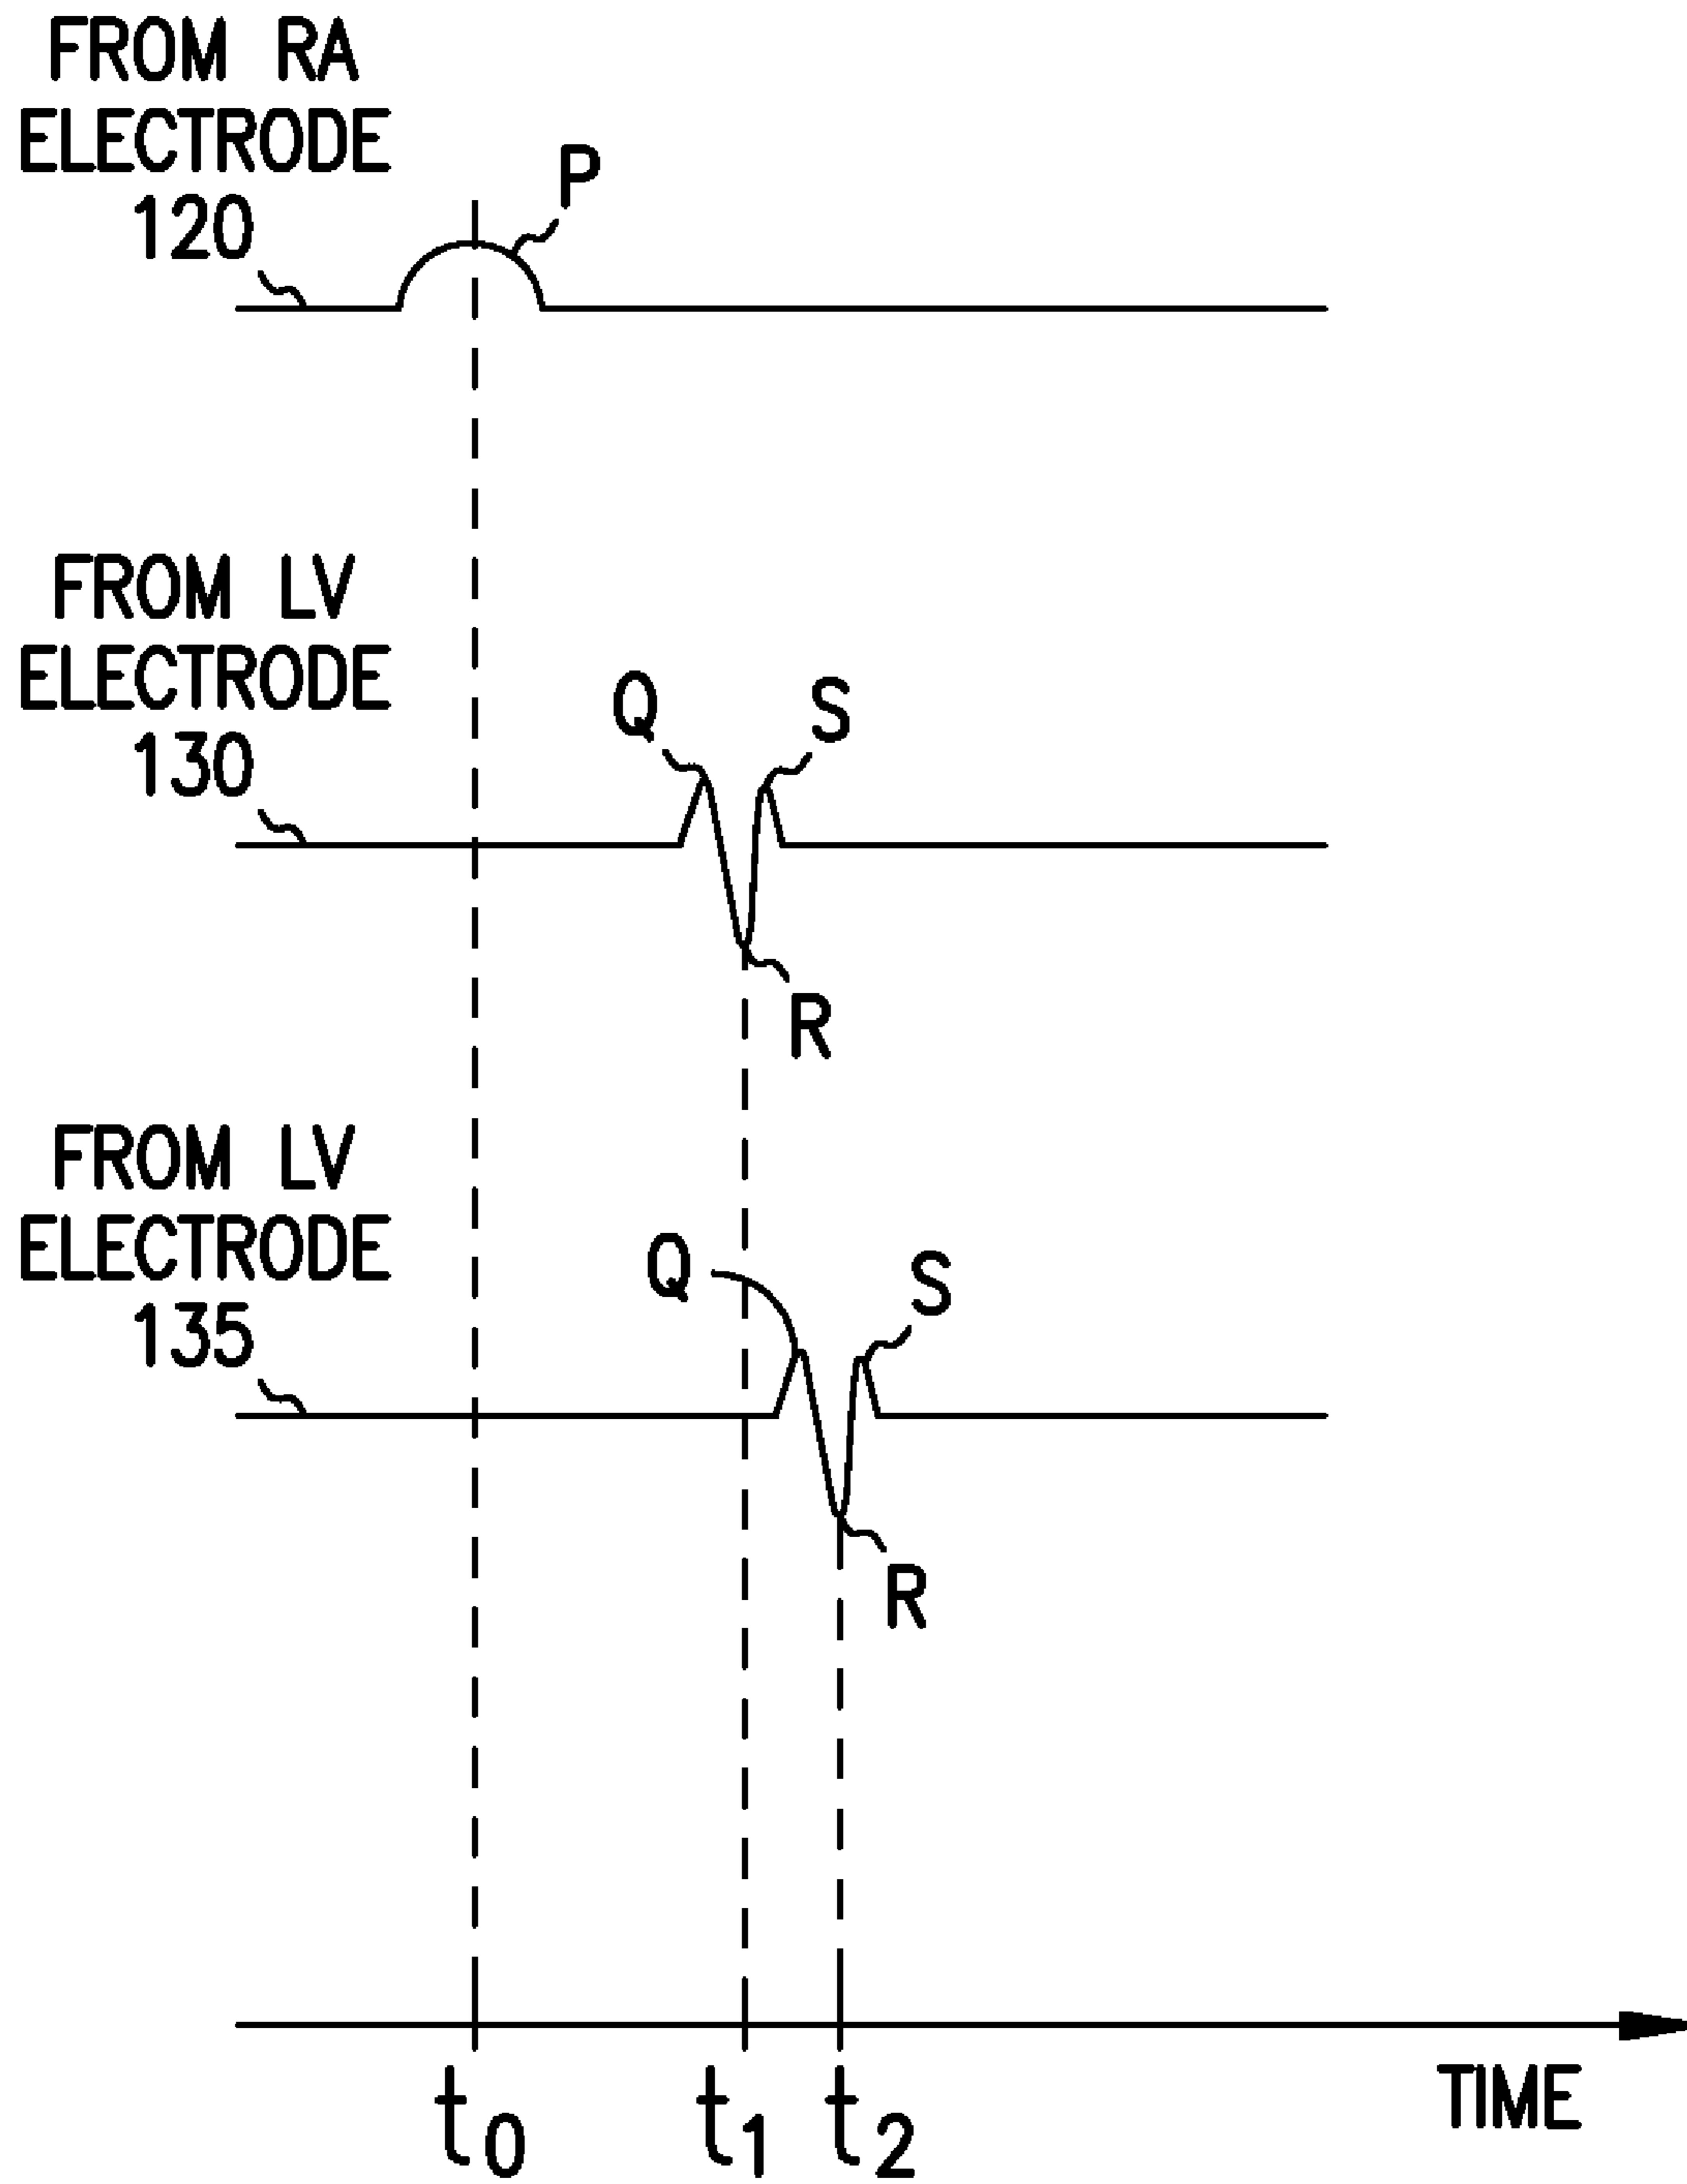 FROM RA
ELECTRODE
120
P
FROM LV
ELECTRODE
130
Q
S
R
FROM LV
ELECTRODE
135
Q
S
R
t0 t1 t2
TIME